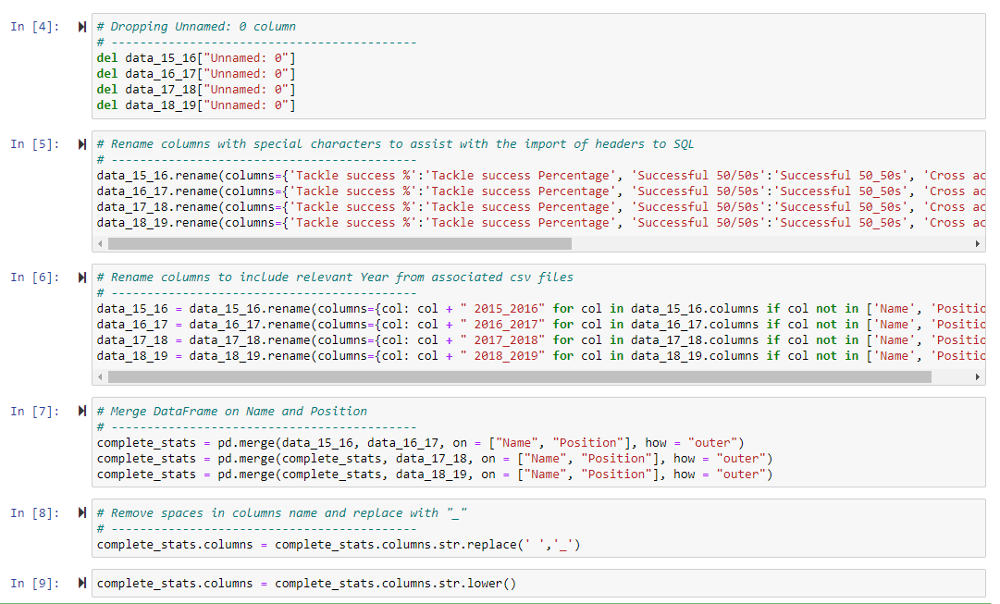 In [4]:
# Dropping Unnamed: 0 column
# -------------------------------------------
del data_15_16["Unnamed: 0"]
del data_16_17["Unnamed: 0"]
del data_17_18["Unnamed: 0"]
del data_18_19["Unnamed: 0"]
In [5]:
# Rename columns with special characters to assist with the import of headers to SQL
# -------------------------------------------
data_15_16.rename(columns={'Tackle success %':'Tackle success Percentage', 'Successful 50/50s':'Successful 50_50s', 'Cross ac
data_16_17.rename(columns={'Tackle success %':'Tackle success Percentage', 'Successful 50/50s':'Successful 50_50s', 'Cross ac
data_17_18.rename(columns={'Tackle success %':'Tackle success Percentage', 'Successful 50/50s':'Successful 50_50s', 'Cross ac
data_18_19.rename(columns={'Tackle success %':'Tackle success Percentage', 'Successful 50/50s':'Successful 50_50s', 'Cross ac
In [6]:
# Rename columns to include relevant Year from associated csv files
# -------------------------------------------
data_15_16 = data_15_16.rename(columns={col: col + " 2015_2016" for col in data_15_16.columns if col not in ['Name', 'Positio
data_16_17 = data_16_17.rename(columns={col: col + " 2016_2017" for col in data_16_17.columns if col not in ['Name', 'Positio
data_17_18 = data_17_18.rename(columns={col: col + " 2017_2018" for col in data_17_18.columns if col not in ['Name', 'Positio
data_18_19 = data_18_19.rename(columns={col: col + " 2018_2019" for col in data_18_19.columns if col not in ['Name', 'Positio
In [7]:
# Merge DataFrame on Name and Position
# -------------------------------------------
complete_stats = pd.merge(data_15_16, data_16_17, on = ["Name", "Position"], how = "outer")
complete_stats = pd.merge(complete_stats, data_17_18, on = ["Name", "Position"], how = "outer")
complete_stats = pd.merge(complete_stats, data_18_19, on = ["Name", "Position"], how = "outer")
In [8]:
# Remove spaces in columns name and replace with "_"
# -------------------------------------------
complete_stats.columns = complete_stats.columns.str.replace(' ','_')
In [9]:
complete_stats.columns = complete_stats.columns.str.lower()